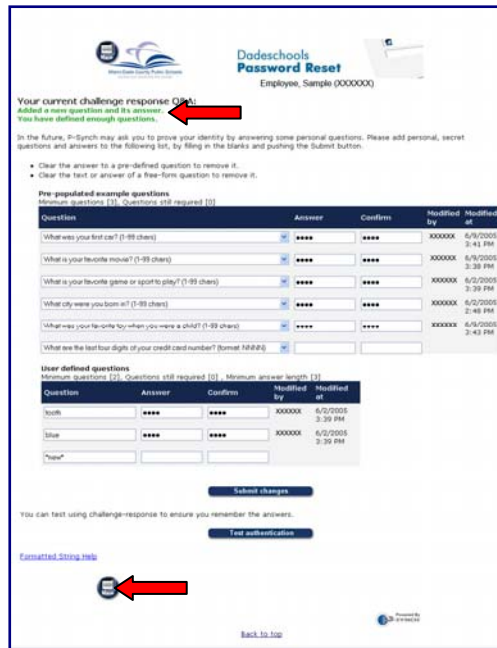 Miami-Dade County Public Schools
Dadeschools
Password Reset
Employee, Sample (XXXXXX)
Your current challenge response Q&A:
Added a new question and its answer.
You have defined enough questions.
In the future, P-Synch may ask you to prove your identity by answering some personal questions. Please add personal, secret
questions and answers to the following list, by filling in the blanks and pushing the Submit button.
• Clear the answer to a pre-defined question to remove it.
• Clear the text or answer of a free-form question to remove it.
Pre-populated example questions
Minimum questions [3], Questions still required [0]
Question Answer Confirm Modified by Modified at
What was your first car? (1-99 chars) •••• •••• XXXXXX 6/9/2005 3:41 PM
What is your favorite movie? (1-99 chars) •••• •••• XXXXXX 6/9/2005 3:38 PM
What is your favorite game or sport to play? (1-99 chars) •••• •••• XXXXXX 6/2/2005 3:39 PM
What city were you born in? (1-99 chars) •••• •••• XXXXXX 6/2/2005 2:48 PM
What was your favorite toy when you were a child? (1-99 chars) •••• •••• XXXXXX 6/9/2005 3:43 PM
What are the last four digits of your credit card number? (format: NNNN)
User defined questions
Minimum questions [2], Questions still required [0] , Minimum answer length [3]
Question Answer Confirm Modified by Modified at
tooth •••• •••• XXXXXX 6/2/2005 3:39 PM
blue •••• •••• XXXXXX 6/2/2005 3:39 PM
*new*
Submit changes
You can test using challenge-response to ensure you remember the answers.
Test authentication
Formatted String Help
Powered By
P-SYNCH
Back to top